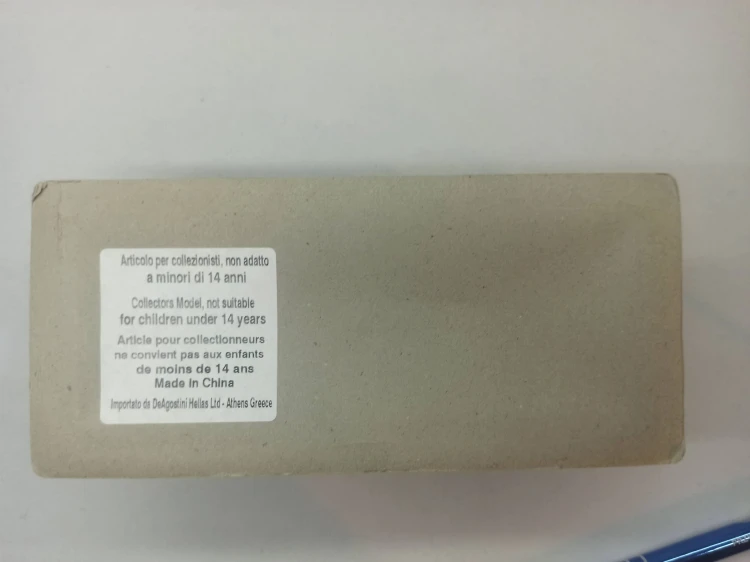 Articolo per collezionisti, non adatto
a minori di 14 anni
Collectors Model, not suitable
for children under 14 years
Article pour collectionneurs
ne convient pas aux enfants
de moins de 14 ans
Made in China
Importato da DeAgostini Hellas Ltd - Athens Greece